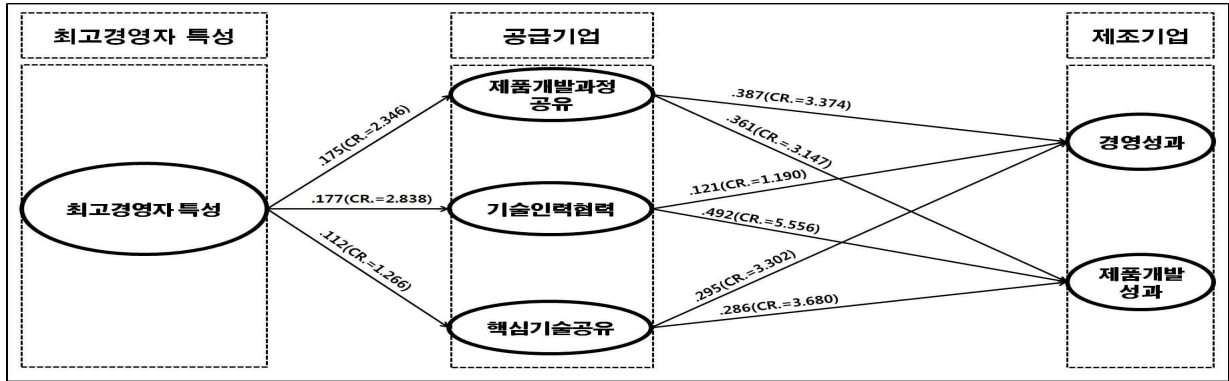 최고경영자 특성
공급기업
제조기업
제품개발과정
공유
.387(CR.=3.374)
.175(CR.=2.346)
.361(CR.=.3.147)
경영성과
.121(CR.=1.190)
최고경영자 특성
.177(CR.=2.838)
기술인력협력
.492(CR.=5.556)
.112(CR.=1.266)
.295(CR.=3.302)
제품개발
성과
.286(CR.=3.680)
핵심기술공유